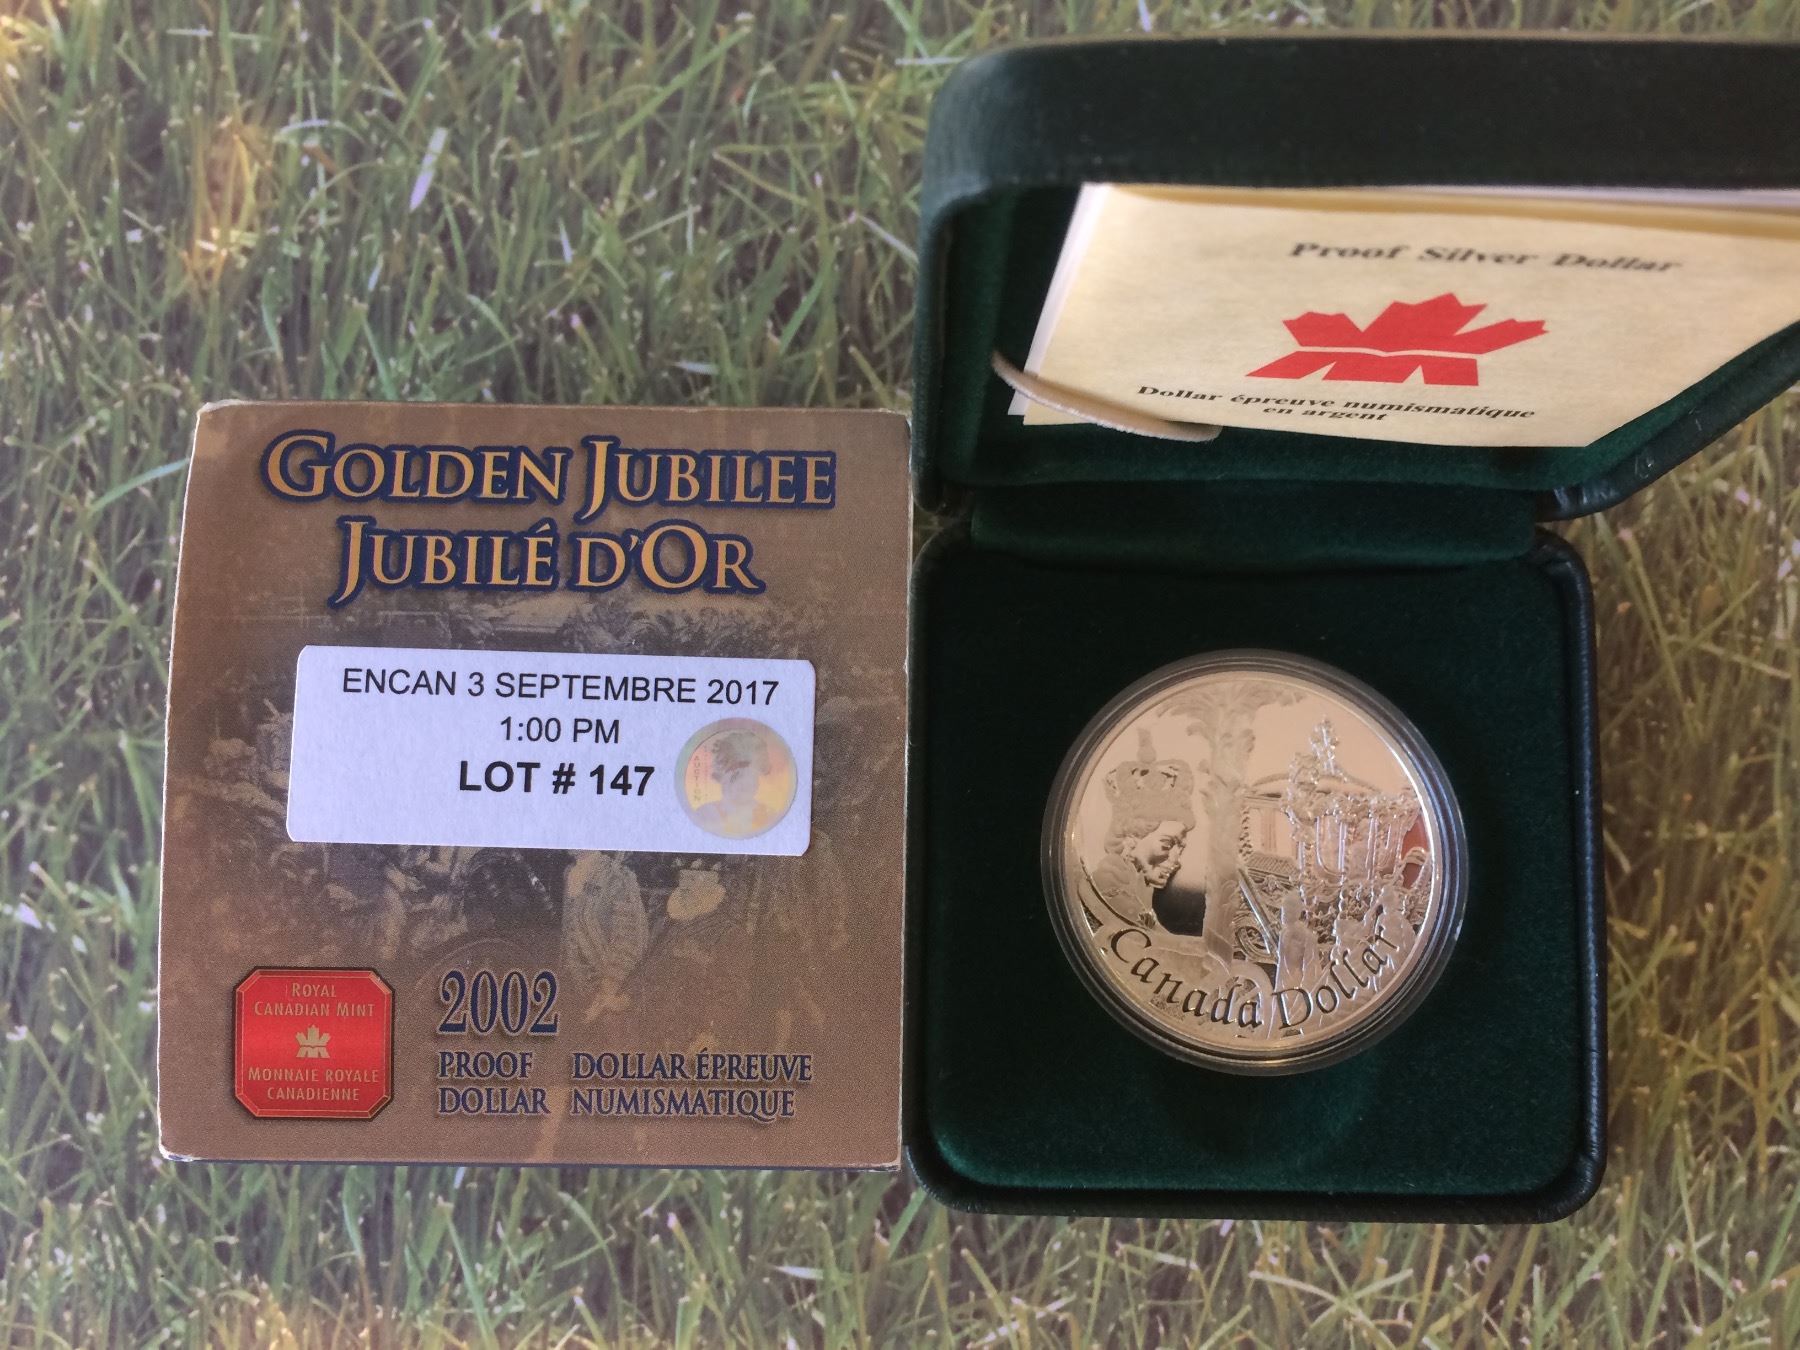 GOLDEN JUBILEE
JUBILÉ D'OR
ENCAN 3 SEPTEMBRE 2017
1:00 PM
LOT # 147
AUCTION
ROYAL
CANADIAN MINT
MONNAIE ROYALE
CANADIENNE
2002
PROOF
DOLLAR
DOLLAR ÉPREUVE
NUMISMATIQUE
Proof Silver Dollar
Dollar épreuve numismatique
en argent
Canada Dollar